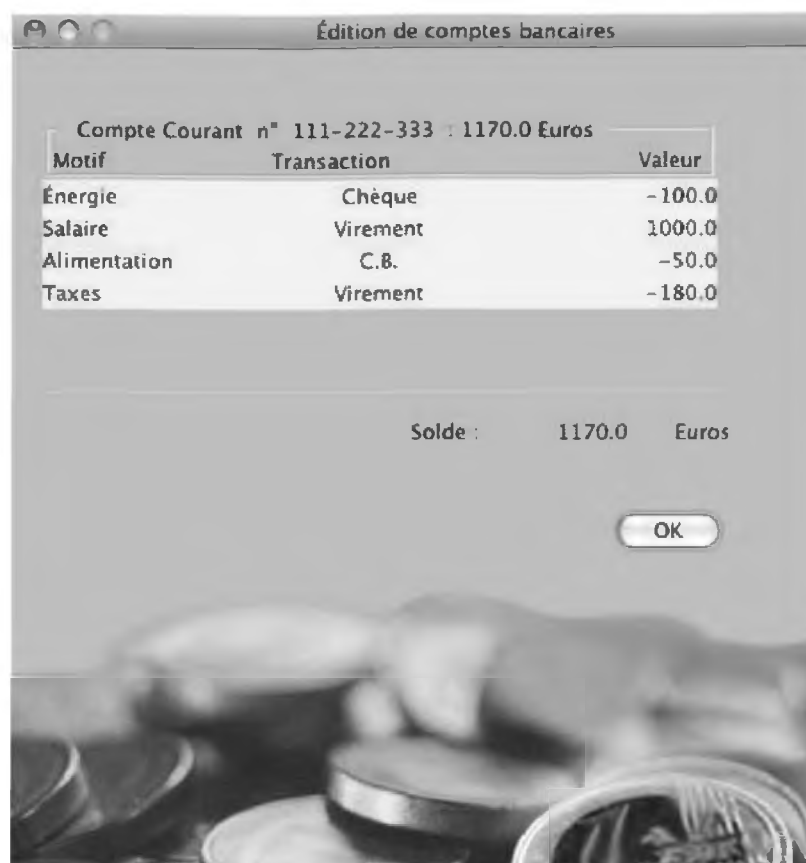 Édition de comptes bancaires
Compte Courant n° 111-222-333 : 1170.0 Euros
Motif Transaction Valeur
Énergie Chèque -100.0
Salaire Virement 1000.0
Alimentation C.B. -50.0
Taxes Virement -180.0
Solde : 1170.0 Euros
OK